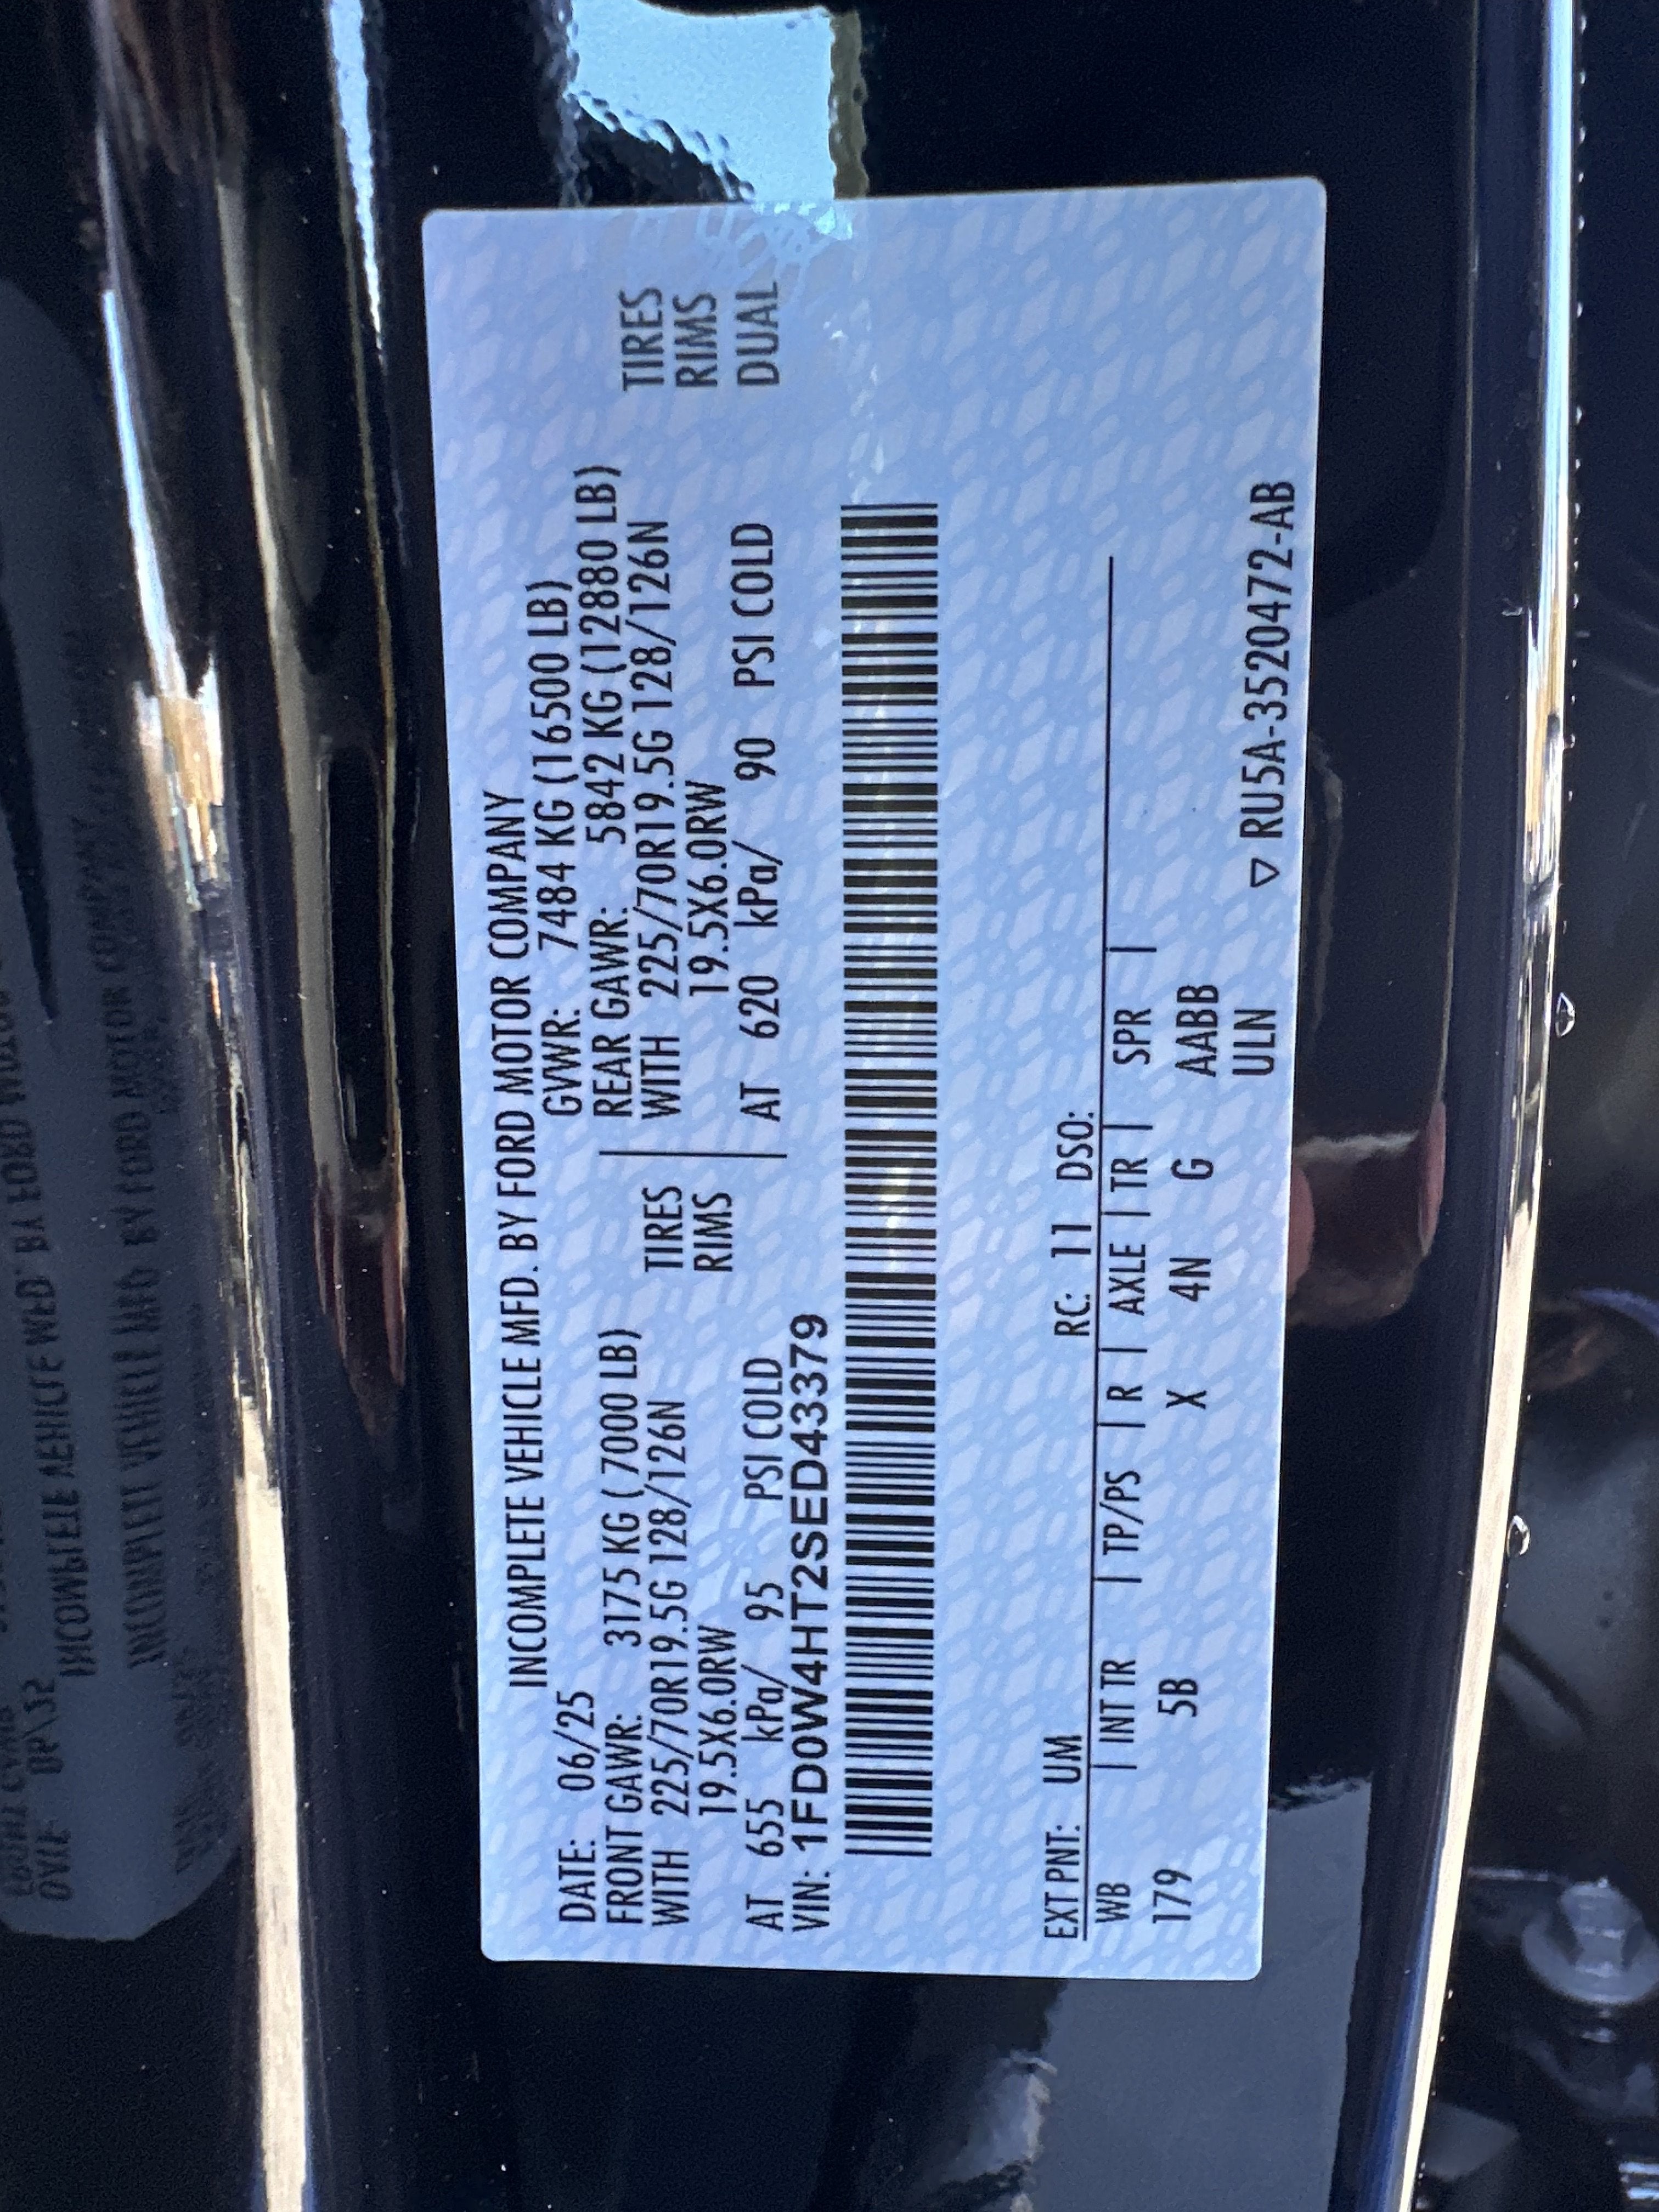 INCOMPLETE VEHICLE MFD. BY FORD MOTOR COMPANY
DATE: 06/25 GVWR: 7484 KG (16500 LB)
FRONT GAWR: 3175 KG ( 7000 LB) REAR GAWR: 5842 KG (12880 LB)
WITH 225/70R19.5G 128/126N TIRES WITH 225/70R19.5G 128/126N TIRES
19.5X6.0RW RIMS 19.5X6.0RW RIMS
AT 655 kPa/ 95 PSI COLD AT 620 kPa/ 90 PSI COLD DUAL
VIN: 1FD0W4HT2SED43379
EXT PNT: UM RC: 11 DSO:
WB | INT TR | TP/PS | R | AXLE | TR | SPR |
179 5B X 4N G AABB
ULN
▽ RU5A-3520472-AB